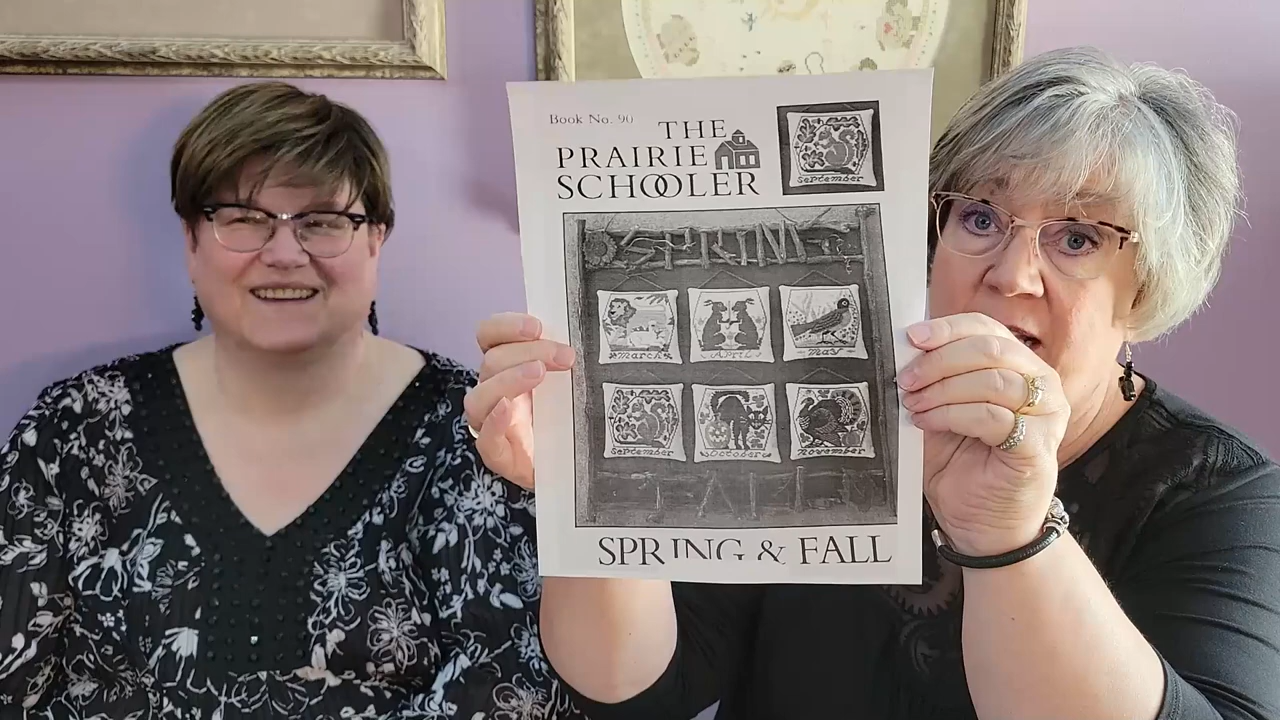 Book No. 90
THE
PRAIRIE
SCHOOLER
September
SPRING
March
April
May
September
October
November
FALL
SPRING & FALL